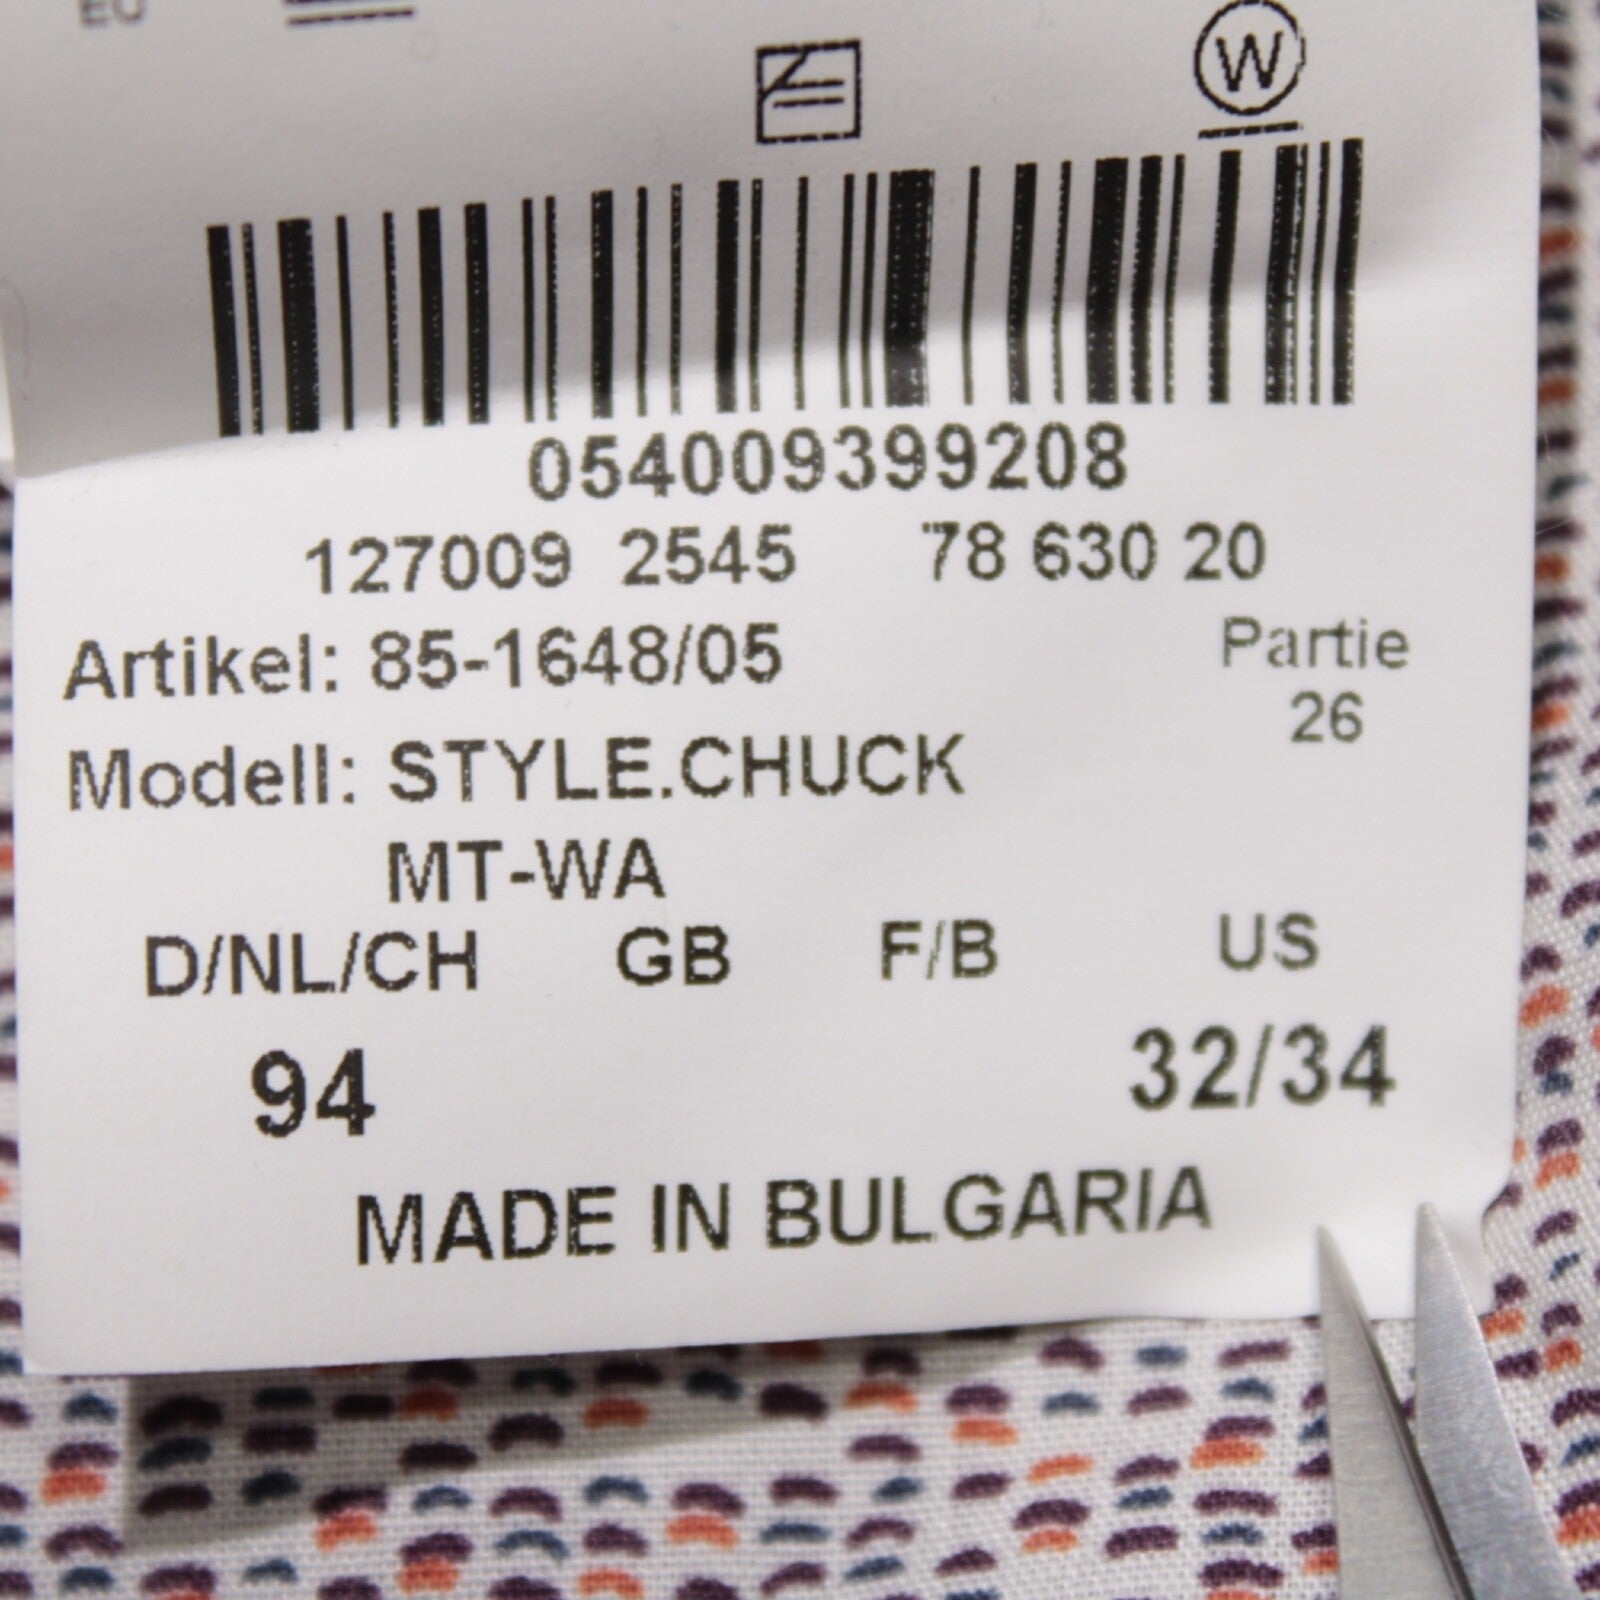 EU
W
054009399208
127009 2545 78 630 20
Artikel: 85-1648/05 Partie
26
Modell: STYLE.CHUCK
MT-WA
D/NL/CH GB F/B US
94 32/34
MADE IN BULGARIA